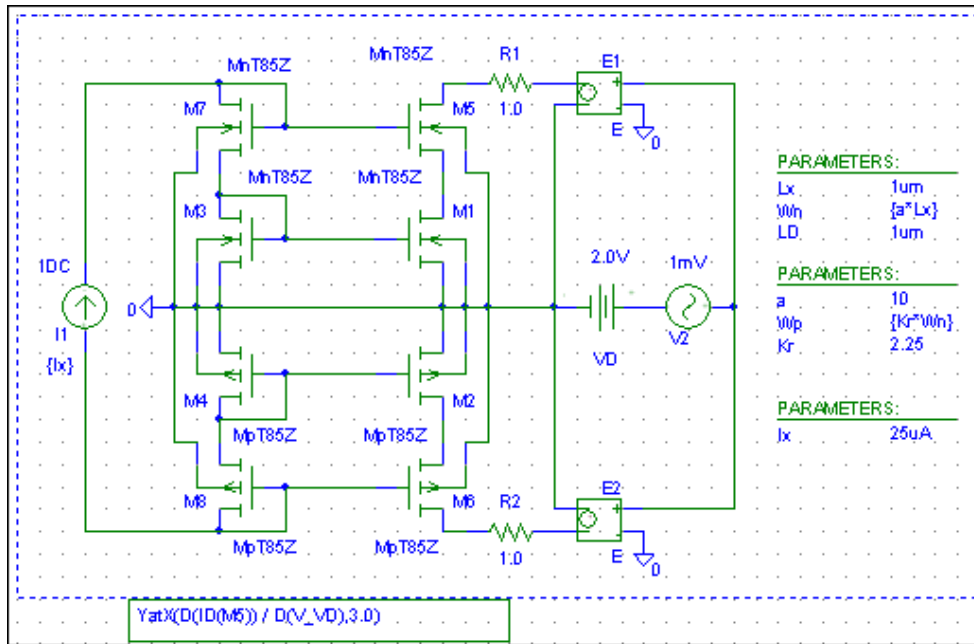 MnT85Z
MnT85Z
R1
E1
M7
M5
1.0
E
0
MnT85Z
MnT85Z
PARAMETERS:
Lx 1um
Wn {a*Lx}
LD 1um
M3
M1
1DC
2.0V
1mV
PARAMETERS:
a 10
Wp {Kr*Wn}
Kr 2.25
0
I1
{Ix}
VD
V2
M4
M2
PARAMETERS:
Ix 25uA
MpT85Z
MpT85Z
M8
M6
R2
E2
MpT85Z
MpT85Z
1.0
E
0
YatX(D(ID(M5)) / D(V_VD),3.0)